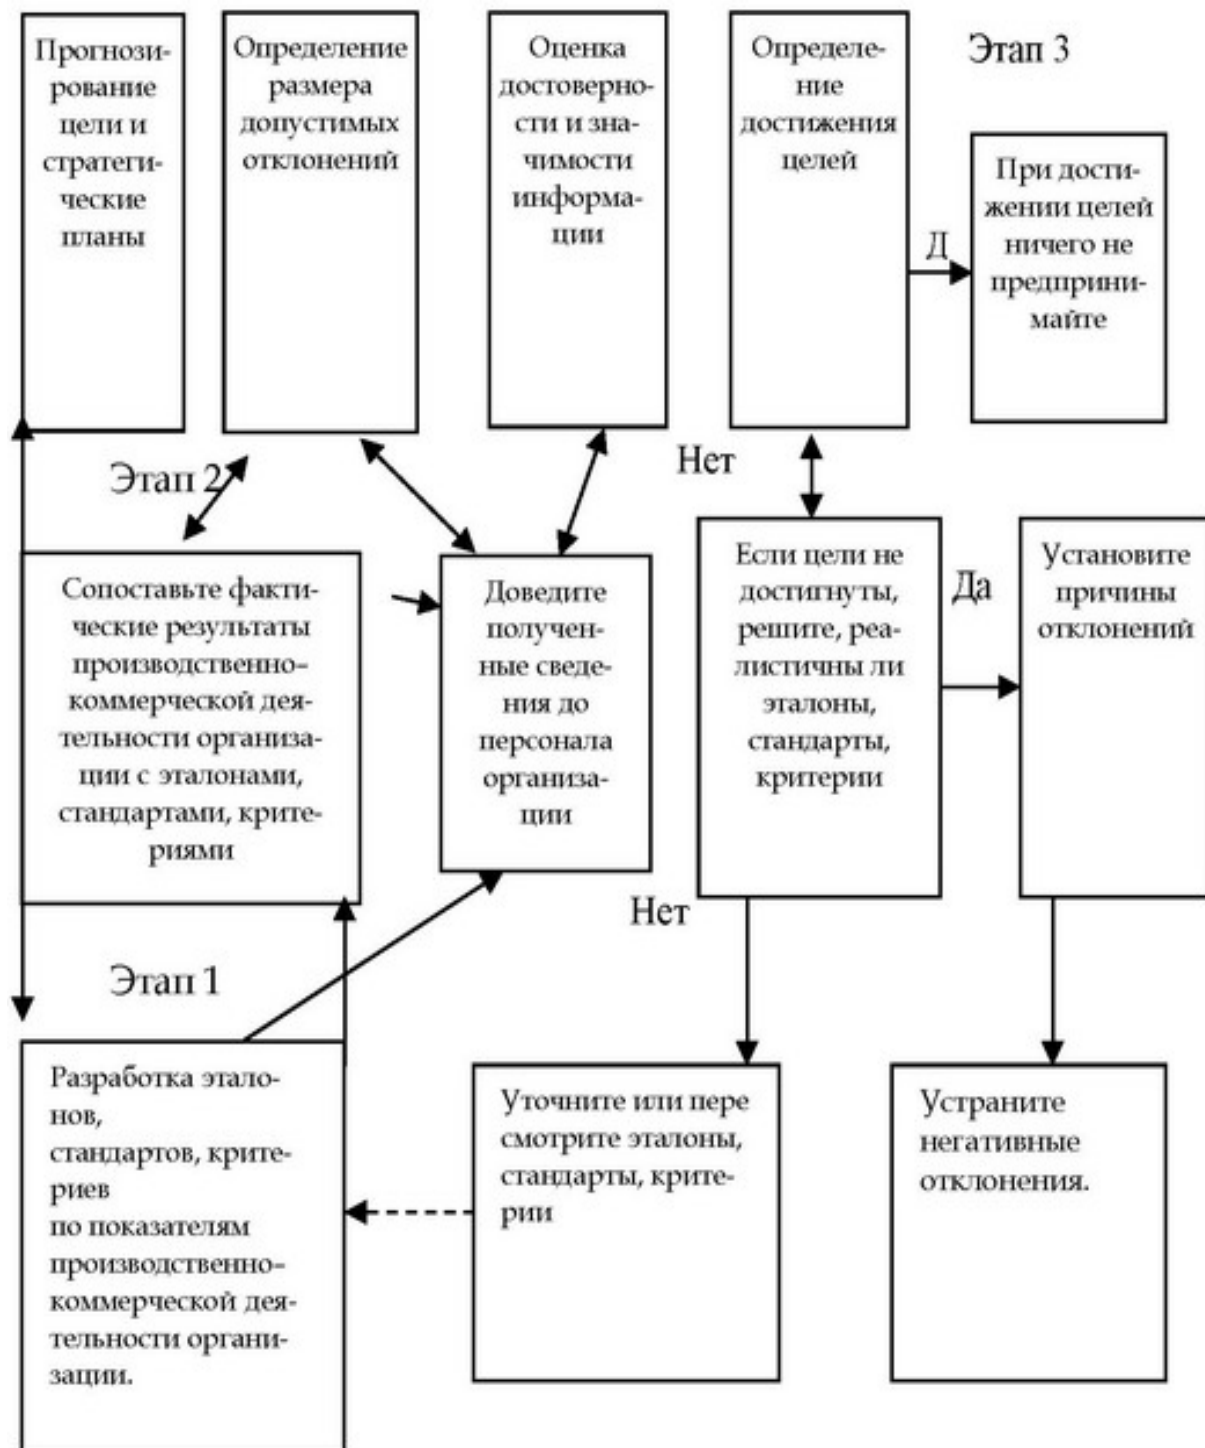 Прогнози-
рование
цели и
стратеги-
ческие
планы
Определение
размера
допустимых
отклонений
Оценка
достоверно-
сти и зна-
чимости
информа-
ции
Определе-
ние
достижения
целей
Этап 3
При дости-
жении целей
ничего не
предприни-
майте
Д
Нет
Этап 2
Сопоставьте факти-
ческие результаты
производственно-
коммерческой дея-
тельности организа-
ции с эталонами,
стандартами, крите-
риями
Доведите
получен-
ные сведе-
ния до
персонала
организа-
ции
Если цели не
достигнуты,
решите, реа-
листичны ли
эталоны,
стандарты,
критерии
Да
Установите
причины
отклонений
Нет
Этап 1
Разработка этало-
нов,
стандартов, крите-
риев
по показателям
производственно-
коммерческой дея-
тельности органи-
зации.
Уточните или пере
смотрите эталоны,
стандарты, крите-
рии
Устраните
негативные
отклонения.